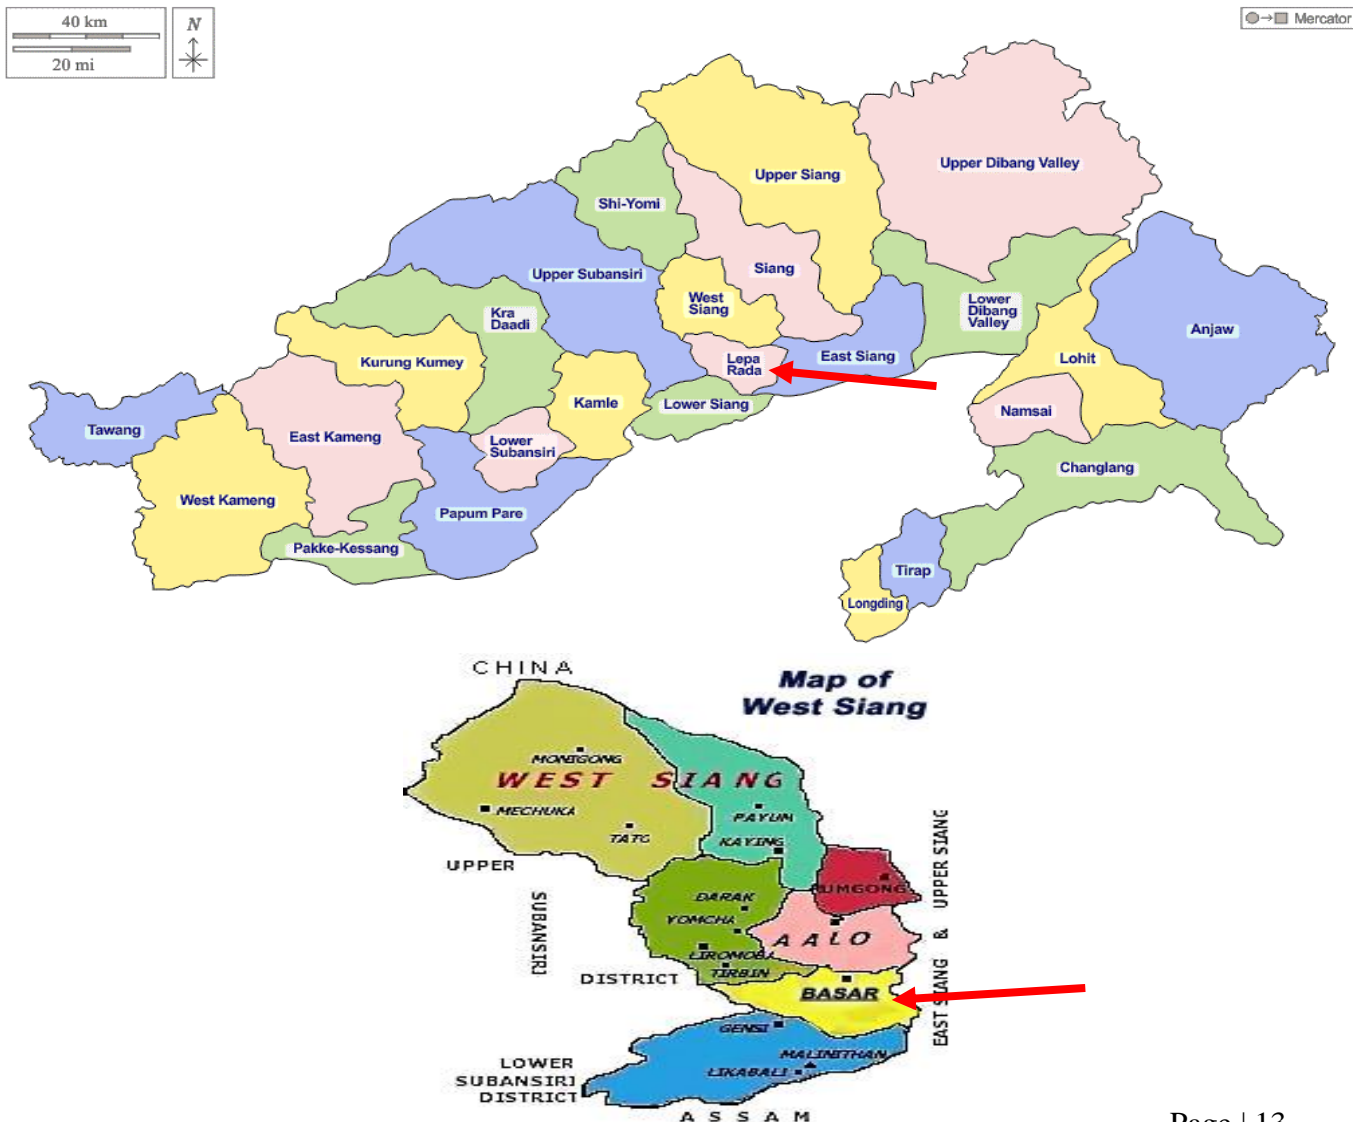 40 km
20 mi
N
Mercator
Upper Dibang Valley
Upper Siang
Shi-Yomi
Upper Subansiri
Siang
West
Siang
Kra
Daadi
Lower
Dibang
Valley
Anjaw
Kurung Kumey
Lepa
Rada
East Siang
Lohit
Kamle
Lower Siang
Namsai
Tawang
East Kameng
Lower
Subansiri
Changlang
West Kameng
Papum Pare
Pakke-Kessang
Tirap
Longding
CHINA
Map of
West Siang
MONIGONG
WEST SIANG
MECHUKA
PAYUM
TATO
KAYING
UPPER
SUBANSIRI
DISTRICT
EAST SIANG & UPPER SIANG
RUMGONG
DARAK
YOMCHA
AALO
LIROMOBA
TIRBIN
BASAR
GENSI
MALINITHAN
LIKABALI
LOWER
SUBANSIRI
DISTRICT
ASSAM